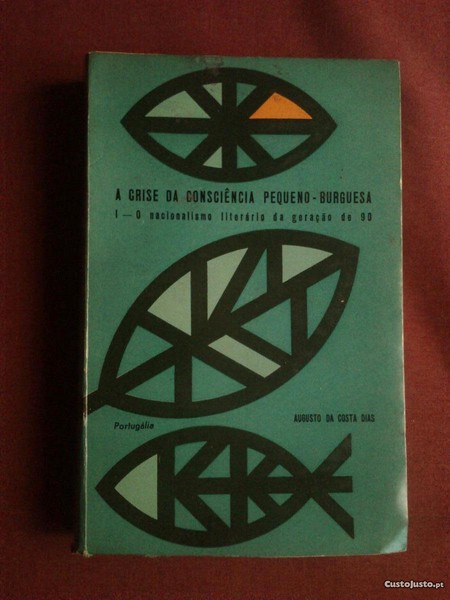 A CRISE DA CONSCIÊNCIA PEQUENO-BURGUESA
I — O nacionalismo literário da geração de 90
Portugália
AUGUSTO DA COSTA DIAS
CustoJusto.pt